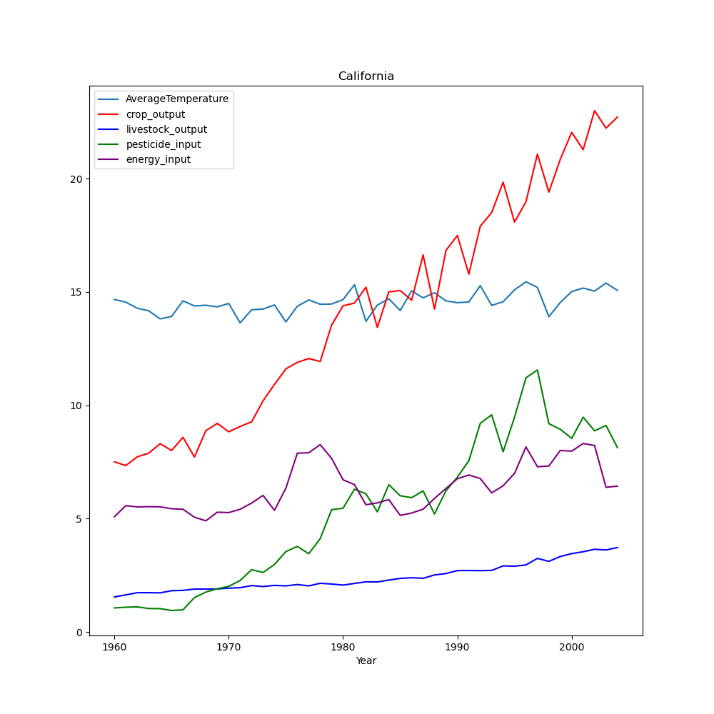 California
AverageTemperature
crop_output
livestock_output
pesticide_input
energy_input
20
15
10
5
0
1960 1970 1980 1990 2000
Year